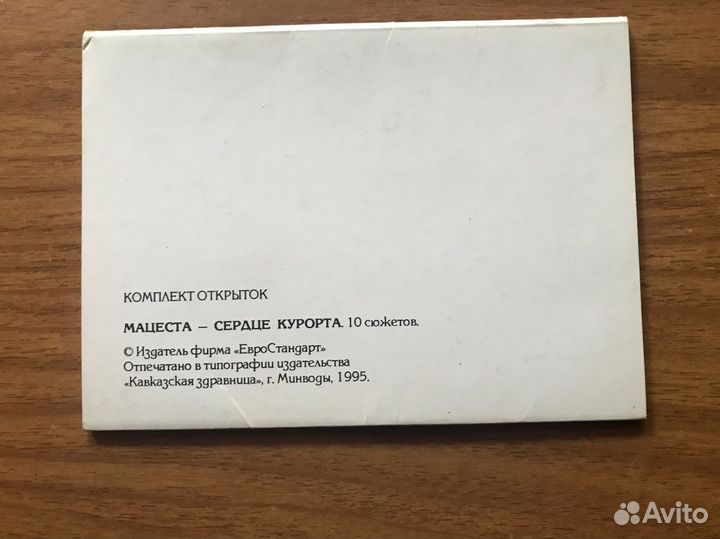 КОМПЛЕКТ ОТКРЫТОК
МАЦЕСТА – СЕРДЦЕ КУРОРТА. 10 сюжетов.
© Издатель фирма «ЕвроСтандарт»
Отпечатано в типографии издательства
«Кавказская здравница», г. Минводы, 1995.
Avito